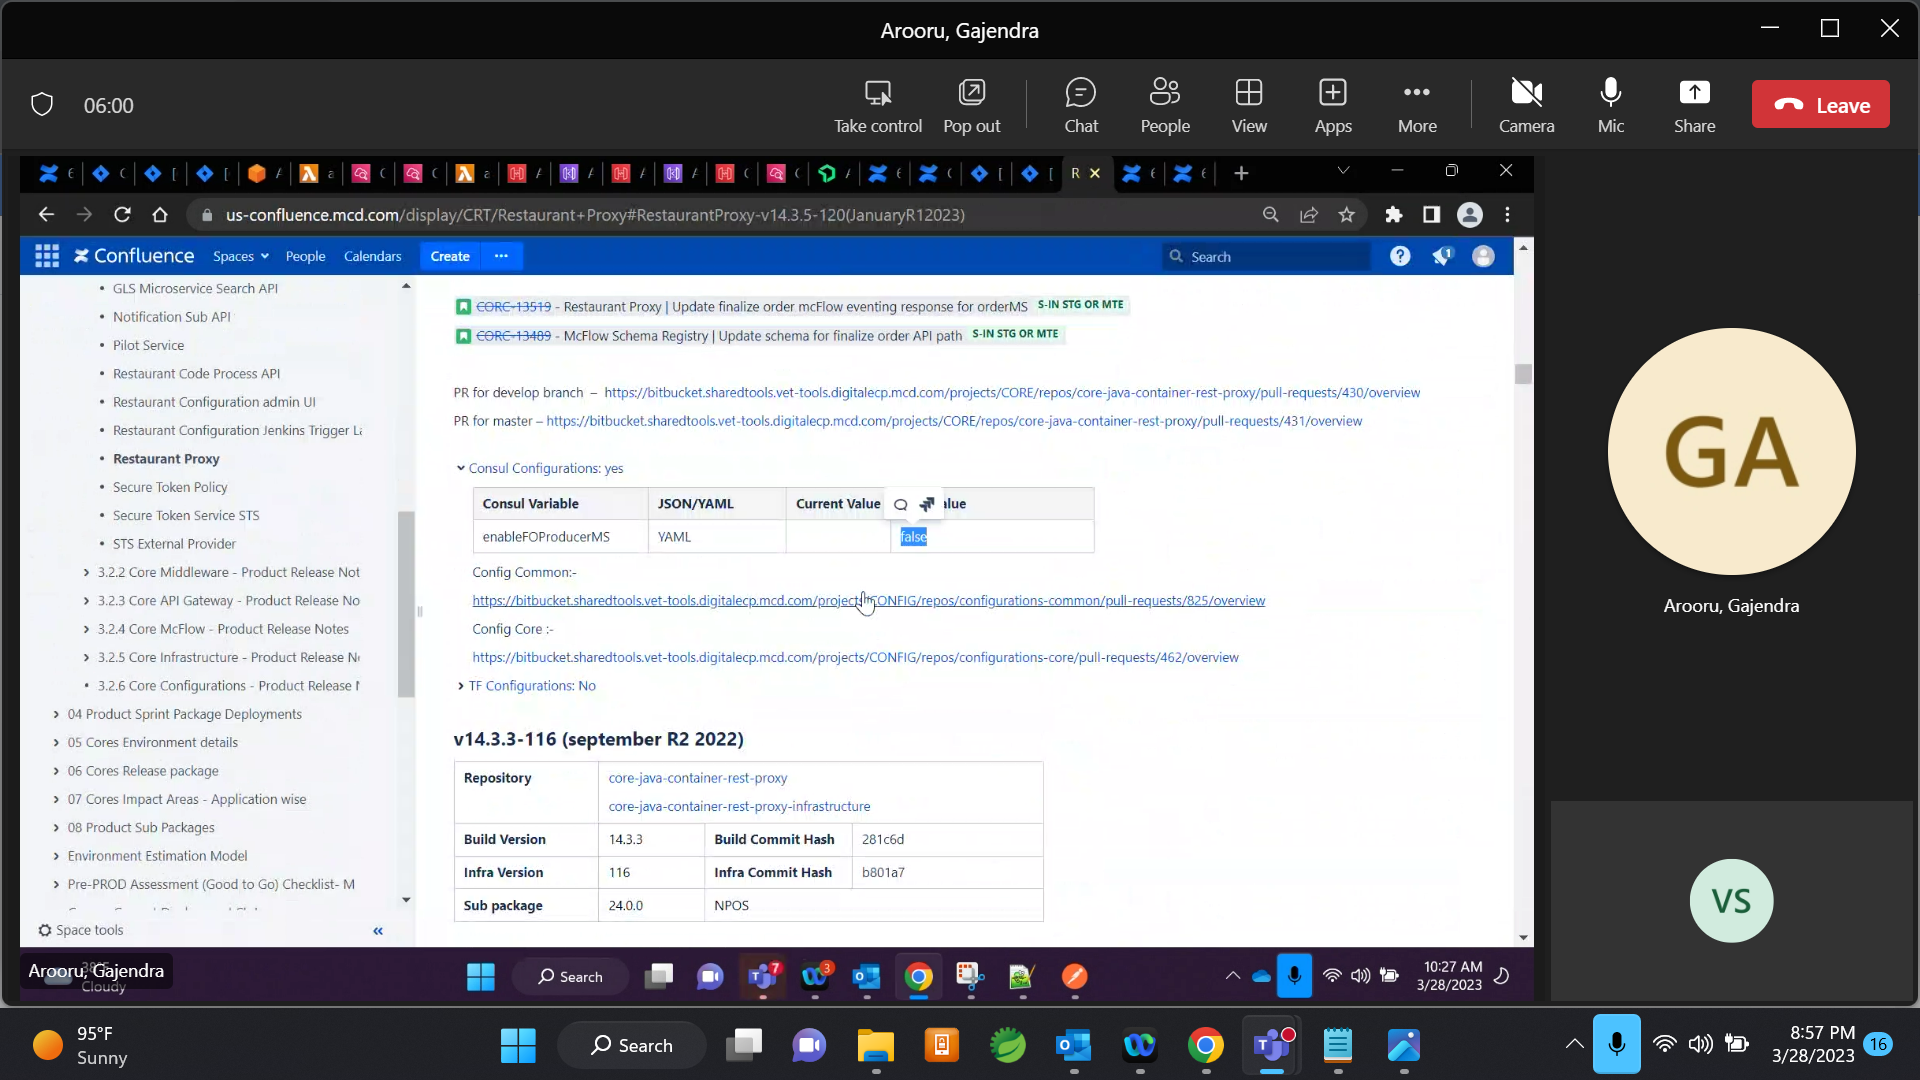 Arooru, Gajendra
06:00
Take control
Pop out
Chat
People
View
Apps
More
Camera
Mic
Share
Leave
us-confluence.mcd.com/display/CRT/Restaurant+Proxy#RestaurantProxy-v14.3.5-120(JanuaryR12023)
Confluence
Spaces
People
Calendars
Create
Search
GLS Microservice Search API
Notification Sub API
Pilot Service
Restaurant Code Process API
Restaurant Configuration admin UI
Restaurant Configuration Jenkins Trigger La
Restaurant Proxy
Secure Token Policy
Secure Token Service STS
STS External Provider
3.2.2 Core Middleware - Product Release Not
3.2.3 Core API Gateway - Product Release No
3.2.4 Core McFlow - Product Release Notes
3.2.5 Core Infrastructure - Product Release N
3.2.6 Core Configurations - Product Release
04 Product Sprint Package Deployments
05 Cores Environment details
06 Cores Release package
07 Cores Impact Areas - Application wise
08 Product Sub Packages
Environment Estimation Model
Pre-PROD Assessment (Good to Go) Checklist- M
Space tools
CORC-13519 - Restaurant Proxy | Update finalize order mcFlow eventing response for orderMS S-IN STG OR MTE
CORC-13489 - McFlow Schema Registry | Update schema for finalize order API path S-IN STG OR MTE
PR for develop branch – https://bitbucket.sharedtools.vet-tools.digitalecp.mcd.com/projects/CORE/repos/core-java-container-rest-proxy/pull-requests/430/overview
PR for master – https://bitbucket.sharedtools.vet-tools.digitalecp.mcd.com/projects/CORE/repos/core-java-container-rest-proxy/pull-requests/431/overview
Consul Configurations: yes
Consul Variable JSON/YAML Current Value alue
enableFOProducerMS YAML false
Config Common:-
https://bitbucket.sharedtools.vet-tools.digitalecp.mcd.com/projects/CONFIG/repos/configurations-common/pull-requests/825/overview
Config Core :-
https://bitbucket.sharedtools.vet-tools.digitalecp.mcd.com/projects/CONFIG/repos/configurations-core/pull-requests/462/overview
TF Configurations: No
v14.3.3-116 (september R2 2022)
Repository core-java-container-rest-proxy
core-java-container-rest-proxy-infrastructure
Build Version 14.3.3 Build Commit Hash 281c6d
Infra Version 116 Infra Commit Hash b801a7
Sub package 24.0.0 NPOS
GA
Arooru, Gajendra
VS
Arooru, Gajendra
38°F
Cloudy
Search
7
3
10:27 AM
3/28/2023
95°F
Sunny
Search
8:57 PM
3/28/2023
16